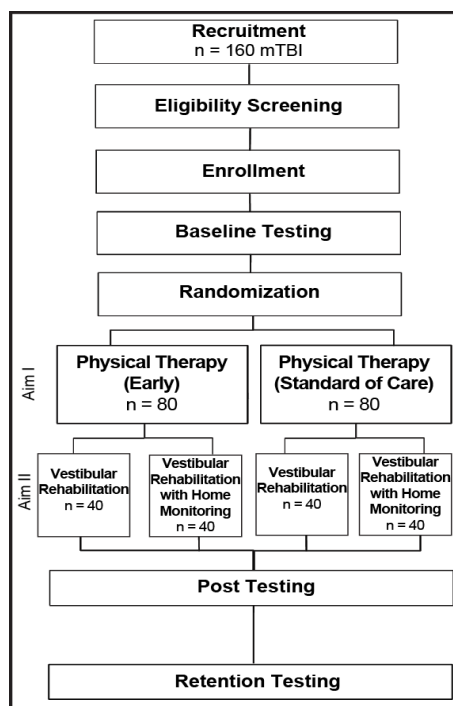 Recruitment
n = 160 mTBI
Eligibility Screening
Enrollment
Baseline Testing
Randomization
Aim I
Physical Therapy
(Early)
n = 80
Physical Therapy
(Standard of Care)
n = 80
Aim II
Vestibular
Rehabilitation
n = 40
Vestibular
Rehabilitation
with Home
Monitoring
n = 40
Vestibular
Rehabilitation
n = 40
Vestibular
Rehabilitation
with Home
Monitoring
n = 40
Post Testing
Retention Testing